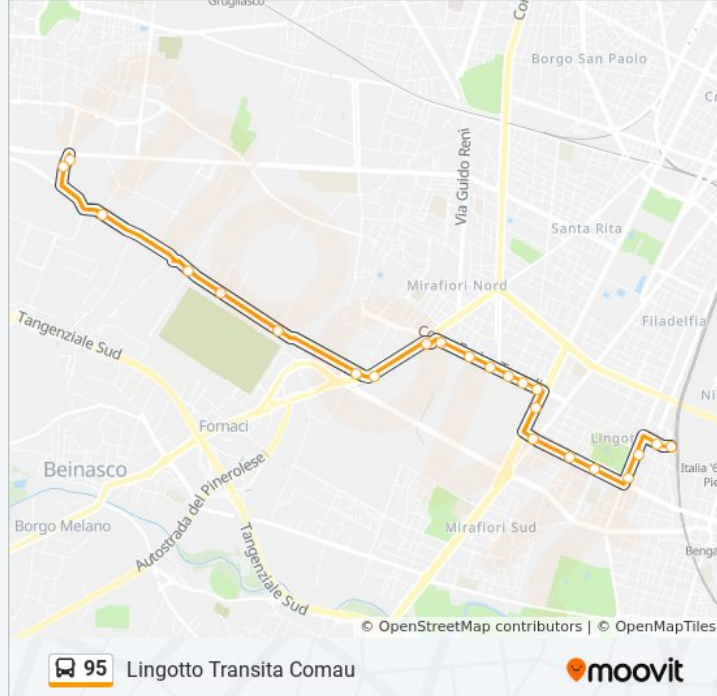 Grugliasco
Borgo San Paolo
Via Guido Reni
Santa Rita
Mirafiori Nord
Filadelfia
Tangenziale Sud
Fornaci
Beinasco
Borgo Melano
Autostrada del Pinerolese
Tangenziale Sud
Mirafiori Sud
Italia '6
Pie
Benga
© OpenStreetMap contributors | © OpenMapTiles
95 Lingotto Transita Comau
moovit